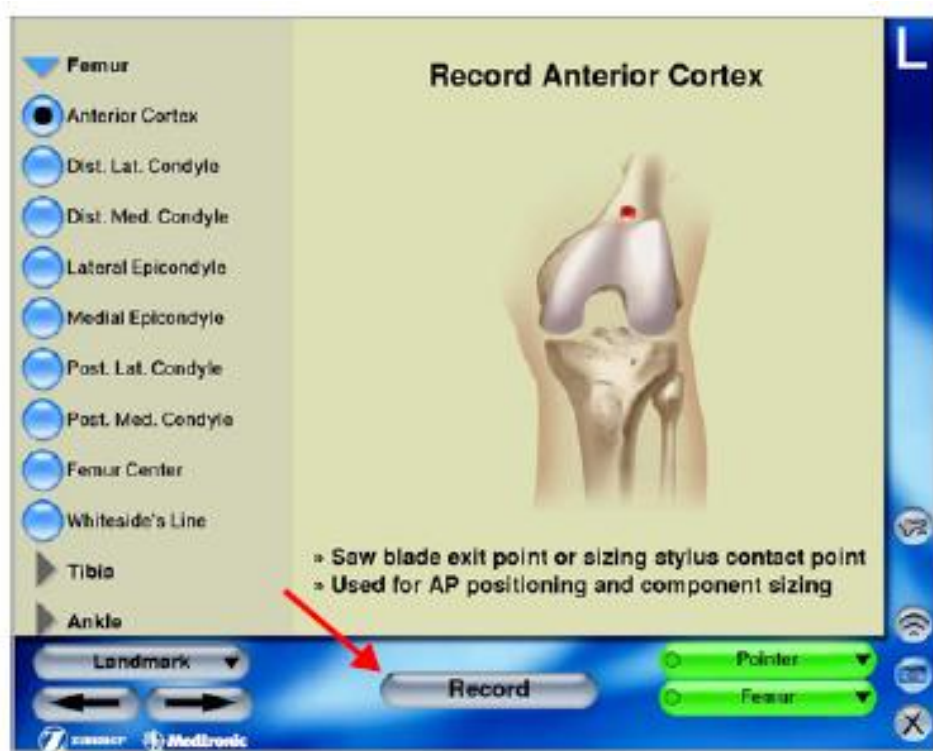 L
Femur
Anterior Cortex
Dist. Lat. Condyle
Dist. Med. Condyle
Lateral Epicondyle
Medial Epicondyle
Post. Lat. Condyle
Post. Med. Condyle
Femur Center
Whiteside's Line
Tibia
Ankle
Record Anterior Cortex
» Saw blade exit point or sizing stylus contact point
» Used for AP positioning and component sizing
Landmark
Record
Pointer
Femur
zimmer
Medtronic